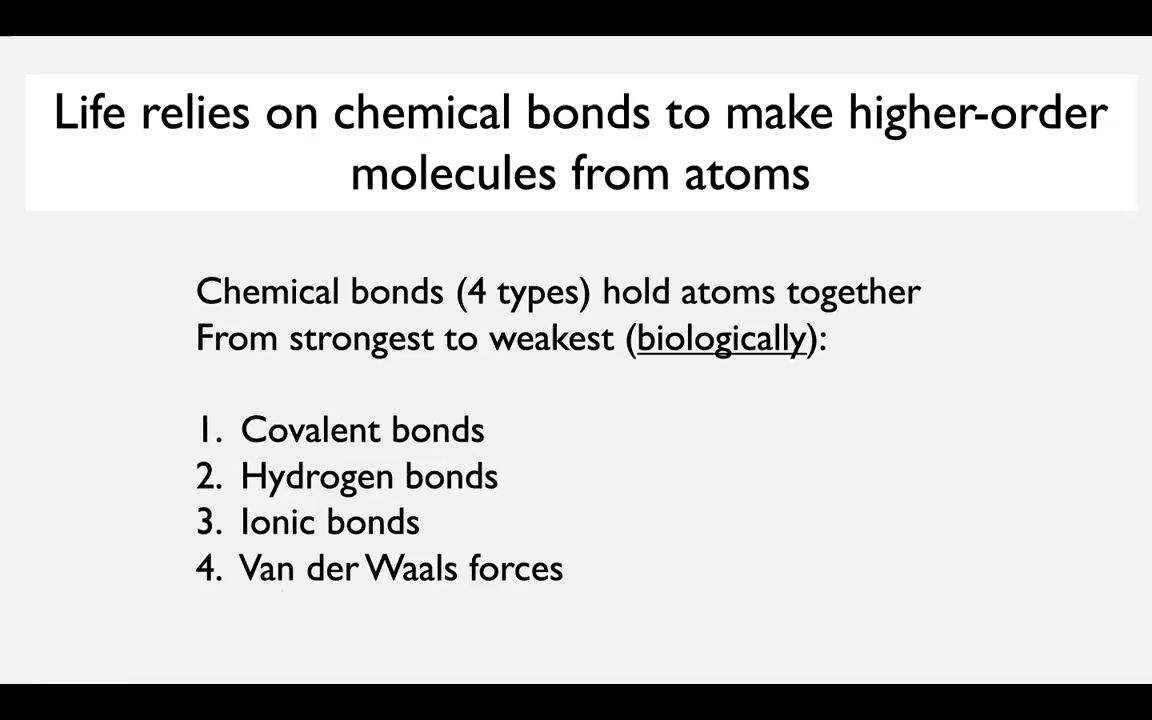 Life relies on chemical bonds to make higher-order
molecules from atoms
Chemical bonds (4 types) hold atoms together
From strongest to weakest (biologically):
1. Covalent bonds
2. Hydrogen bonds
3. Ionic bonds
4. Van der Waals forces